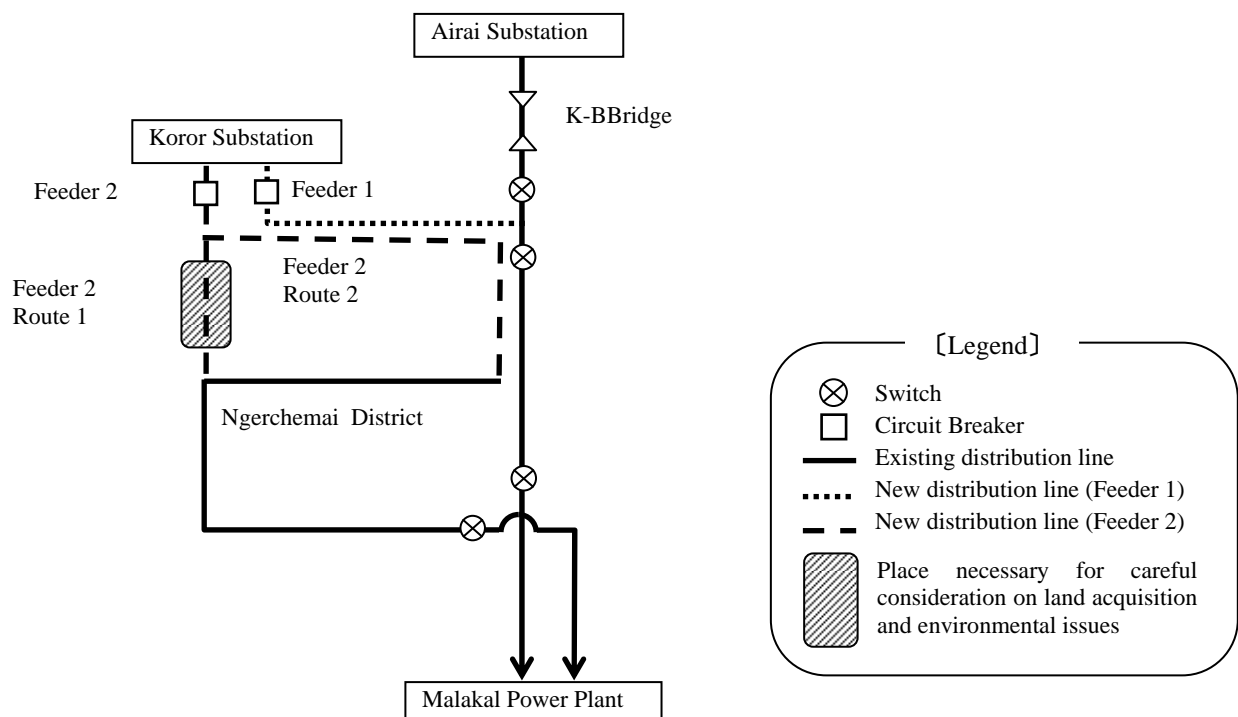 Airai Substation
K-BBridge
Koror Substation
Feeder 2
Feeder 1
Feeder 2
Route 2
Feeder 2
Route 1
Ngerchemai District
Malakal Power Plant
〔Legend〕
Switch
Circuit Breaker
Existing distribution line
New distribution line (Feeder 1)
New distribution line (Feeder 2)
Place necessary for careful
consideration on land acquisition
and environmental issues